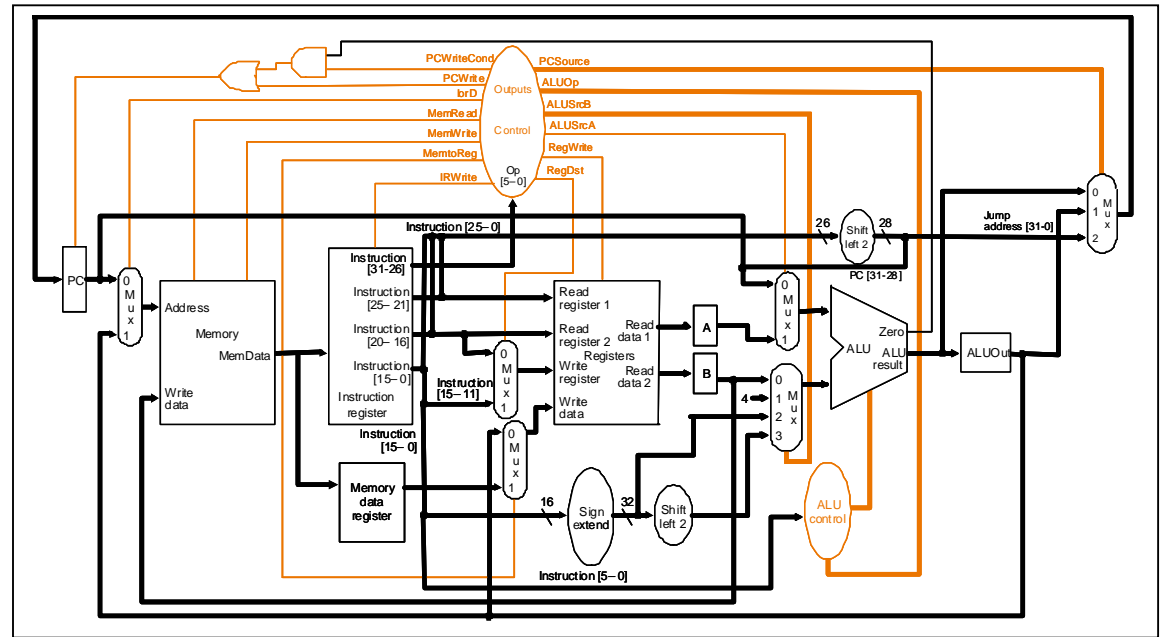 PCWriteCond
PCSource
PCWrite
ALUOp
IorD
Outputs
ALUSrcB
MemRead
ALUSrcA
Control
MemWrite
RegWrite
MemtoReg
RegDst
Op
[5–0]
IRWrite
Instruction [25–0]
26
Shift
left 2
28
Jump
address [31-0]
0
1
2
M
u
x
PC [31-28]
PC
0
M
u
x
1
Address
Memory
MemData
Write
data
Instruction
[31-26]
Instruction
[25–21]
Instruction
[20–16]
Instruction
[15–0]
Instruction
register
Instruction
[15–11]
Instruction
[15–0]
0
M
u
x
1
0
M
u
x
1
Read
register 1
Read
register 2
Write
register
Write
data
Registers
Read
data 1
Read
data 2
A
B
0
M
u
x
1
4
0
1
2
3
M
u
x
Zero
ALU
ALU
result
ALUOut
Memory
data
register
16
Sign
extend
32
Shift
left 2
ALU
control
Instruction [5–0]